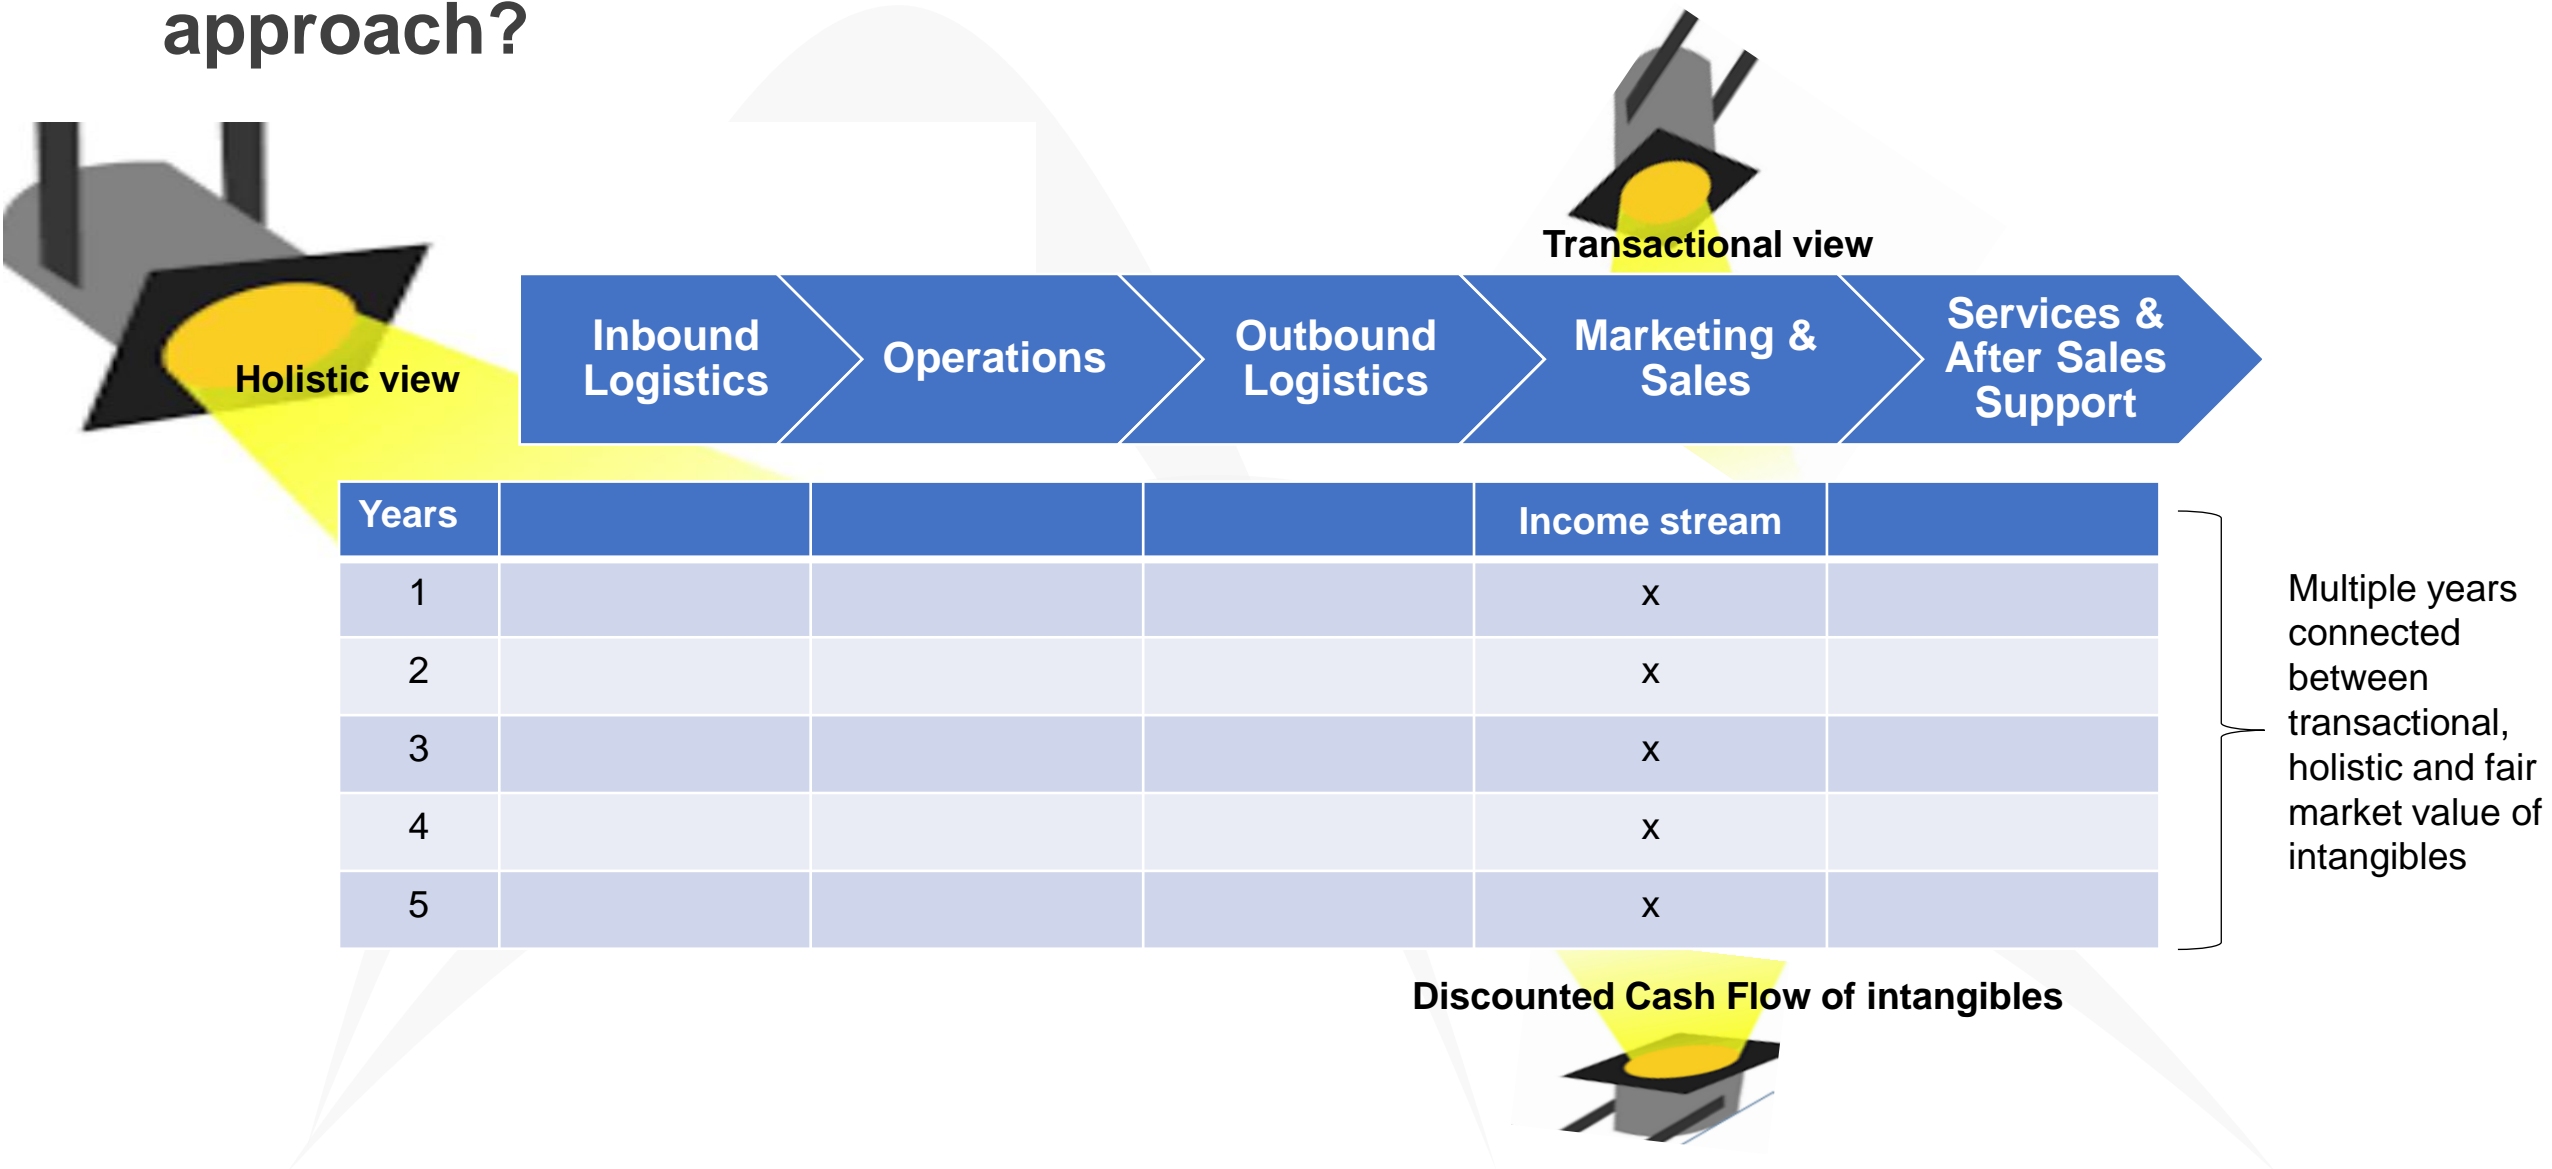 approach?
Transactional view
Holistic view
Inbound
Logistics
Operations
Outbound
Logistics
Marketing &
Sales
Services &
After Sales
Support
Years
Income stream
1
x
2
x
3
x
4
x
5
x
Multiple years
connected
between
transactional,
holistic and fair
market value of
intangibles
Discounted Cash Flow of intangibles